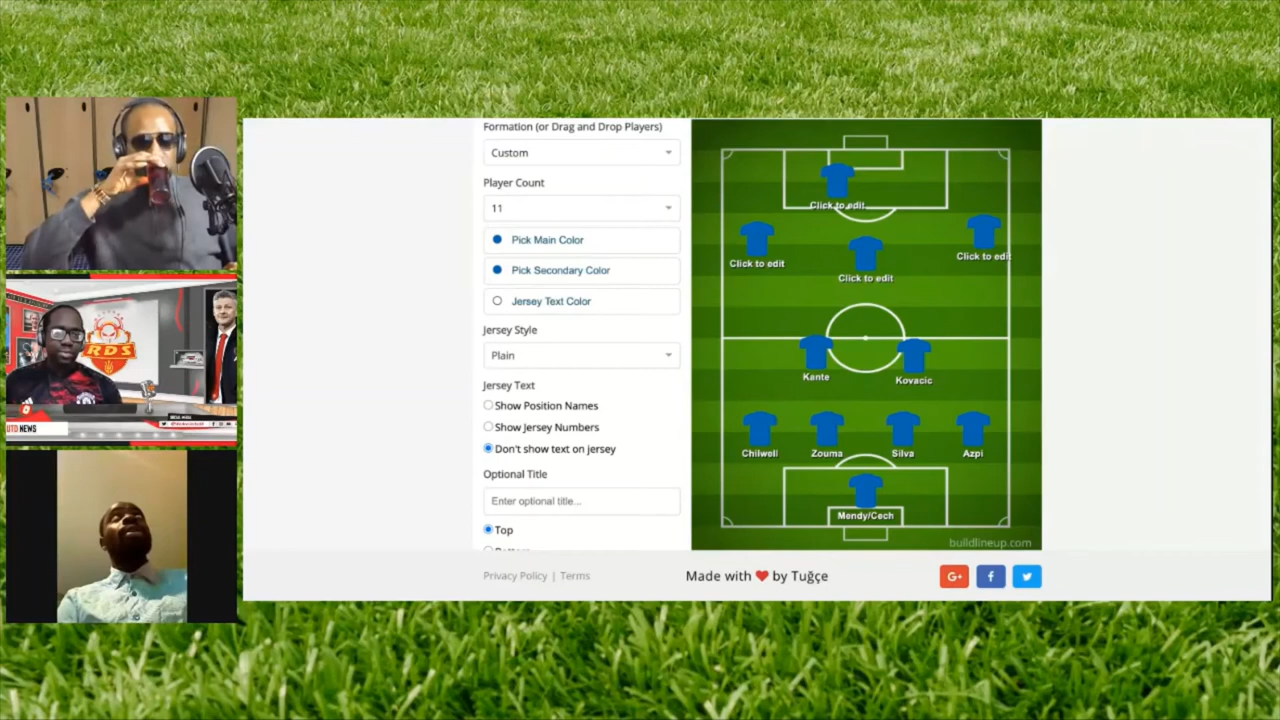 RDS
UTD NEWS
Formation (or Drag and Drop Players)
Custom
Player Count
11
Pick Main Color
Pick Secondary Color
Jersey Text Color
Jersey Style
Plain
Jersey Text
Show Position Names
Show Jersey Numbers
Don't show text on jersey
Optional Title
Enter optional title...
Top
Click to edit
Click to edit
Click to edit
Click to edit
Kante
Kovacic
Chilwell
Zouma
Silva
Azpi
Mendy/Cech
buildlineup.com
Privacy Policy | Terms
Made with ❤ by Tuğçe
G+
f